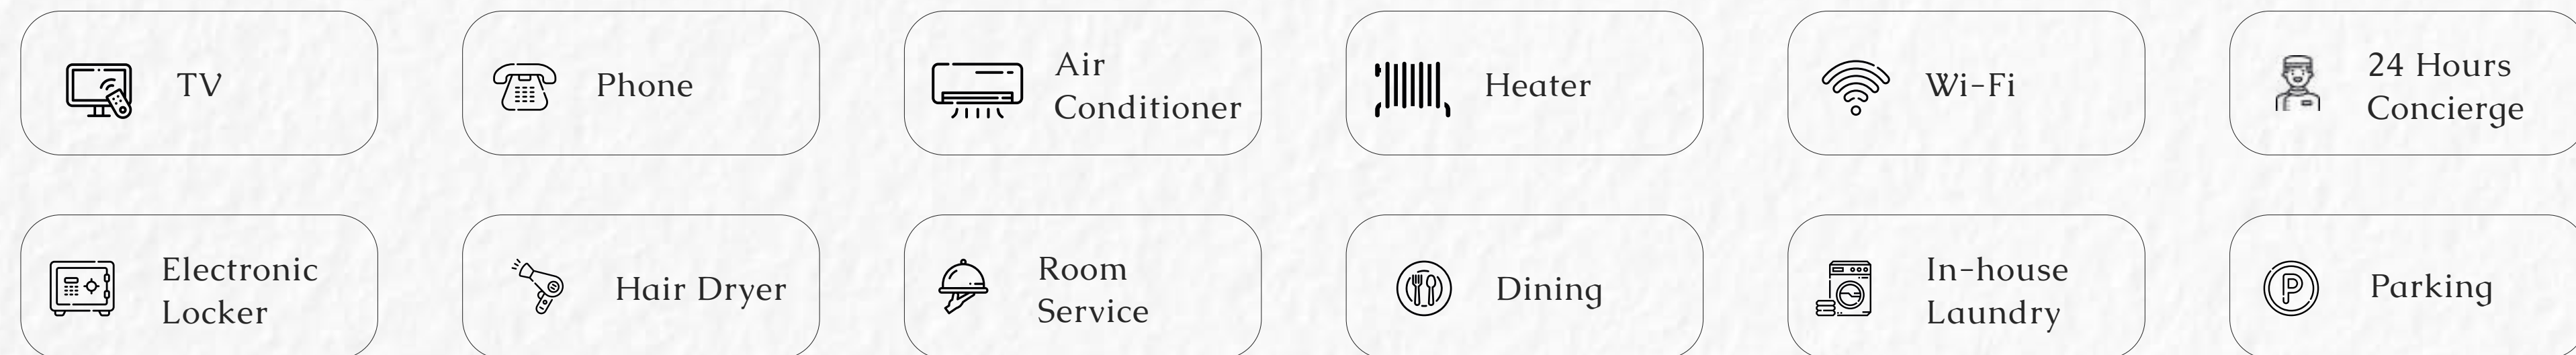 TV
Phone
Air
Conditioner
Heater
Wi-Fi
24 Hours
Concierge
Electronic
Locker
Hair Dryer
Room
Service
Dining
In-house
Laundry
P
Parking